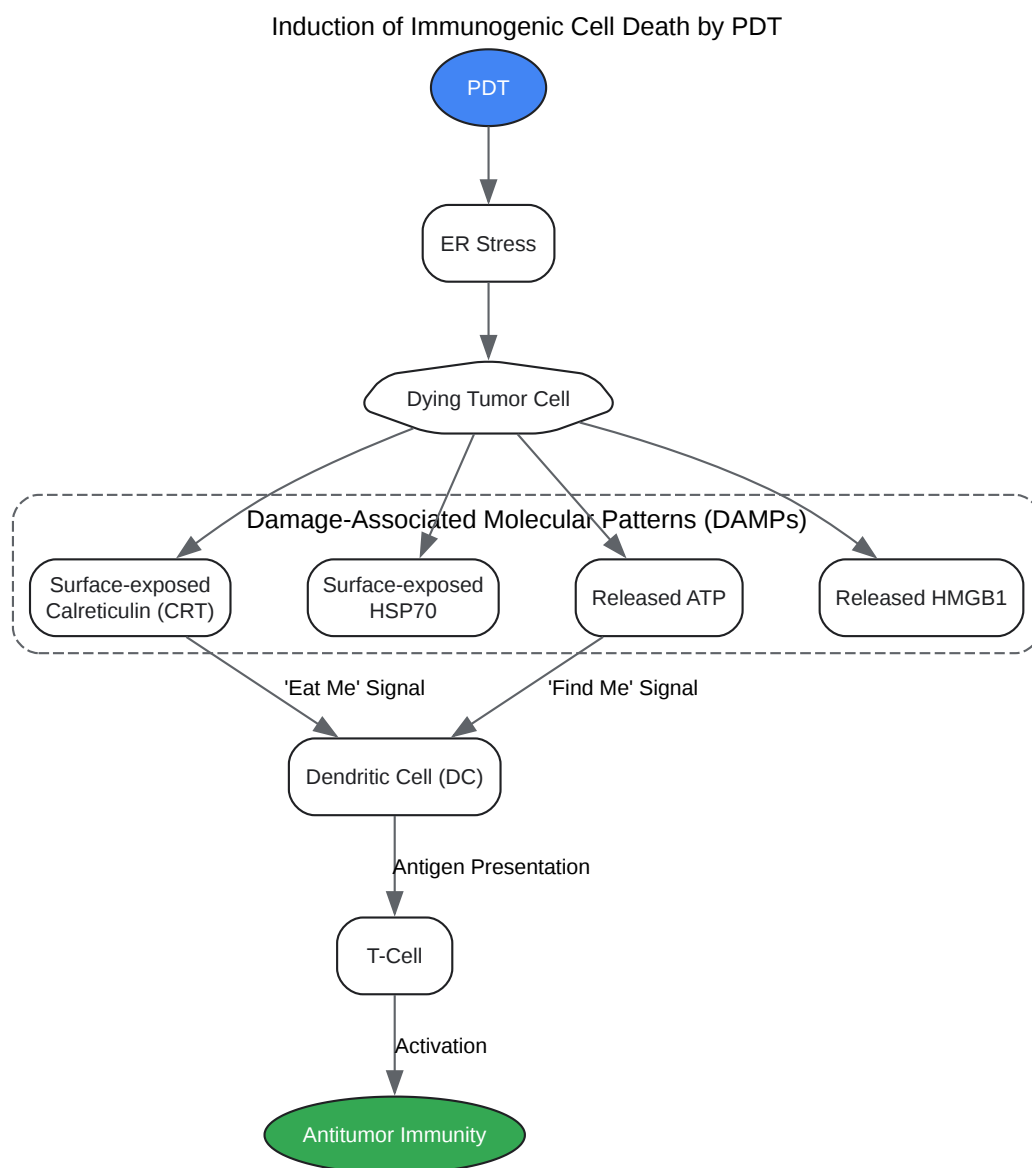 Induction of Immunogenic Cell Death by PDT
PDT
ER Stress
Dying Tumor Cell
Damage-Associated Molecular Patterns (DAMPs)
Surface-exposed
Calreticulin (CRT)
Surface-exposed
HSP70
Released ATP
Released HMGB1
'Eat Me' Signal
'Find Me' Signal
Dendritic Cell (DC)
Antigen Presentation
T-Cell
Activation
Antitumor Immunity